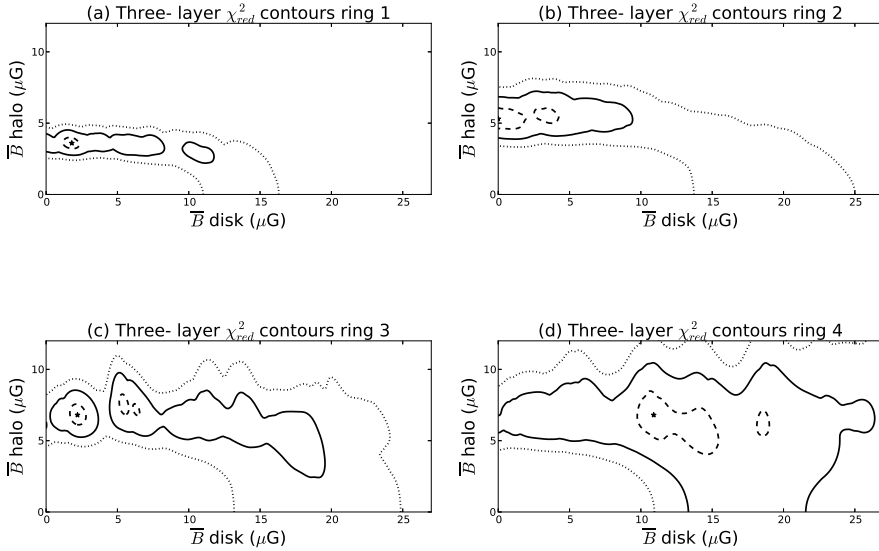 (a) Three- layer χ²red contours ring 1
10
5
0
0 5 10 15 20 25
B̅ halo (μG)
B̅ disk (μG)
(b) Three- layer χ²red contours ring 2
10
5
0
0 5 10 15 20 25
B̅ halo (μG)
B̅ disk (μG)
(c) Three- layer χ²red contours ring 3
10
5
0
0 5 10 15 20 25
B̅ halo (μG)
B̅ disk (μG)
(d) Three- layer χ²red contours ring 4
10
5
0
0 5 10 15 20 25
B̅ halo (μG)
B̅ disk (μG)